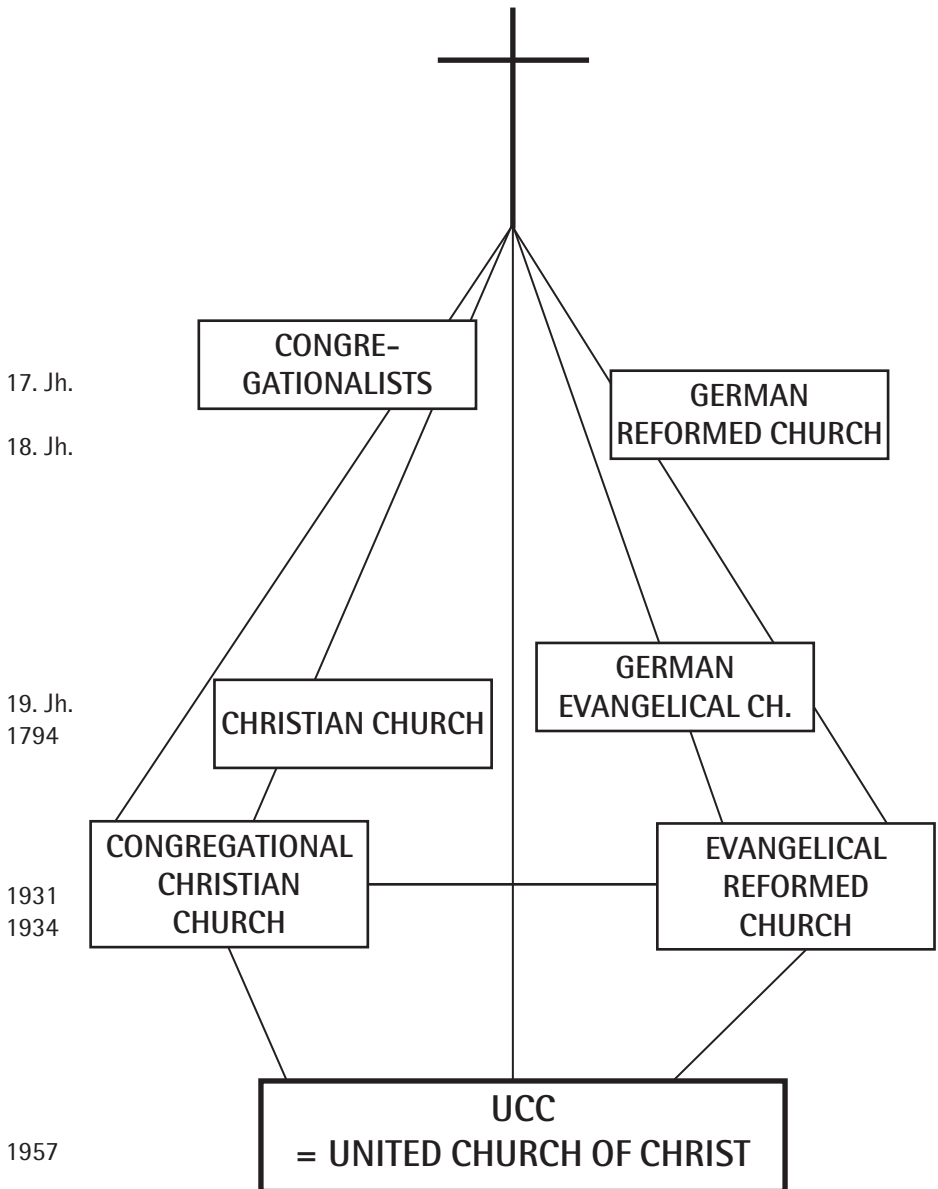 CONGRE-
GATIONALISTS
17. Jh.
GERMAN
REFORMED CHURCH
18. Jh.
GERMAN
EVANGELICAL CH.
19. Jh.
1794
CHRISTIAN CHURCH
CONGREGATIONAL
CHRISTIAN
CHURCH
EVANGELICAL
REFORMED
CHURCH
1931
1934
UCC
= UNITED CHURCH OF CHRIST
1957